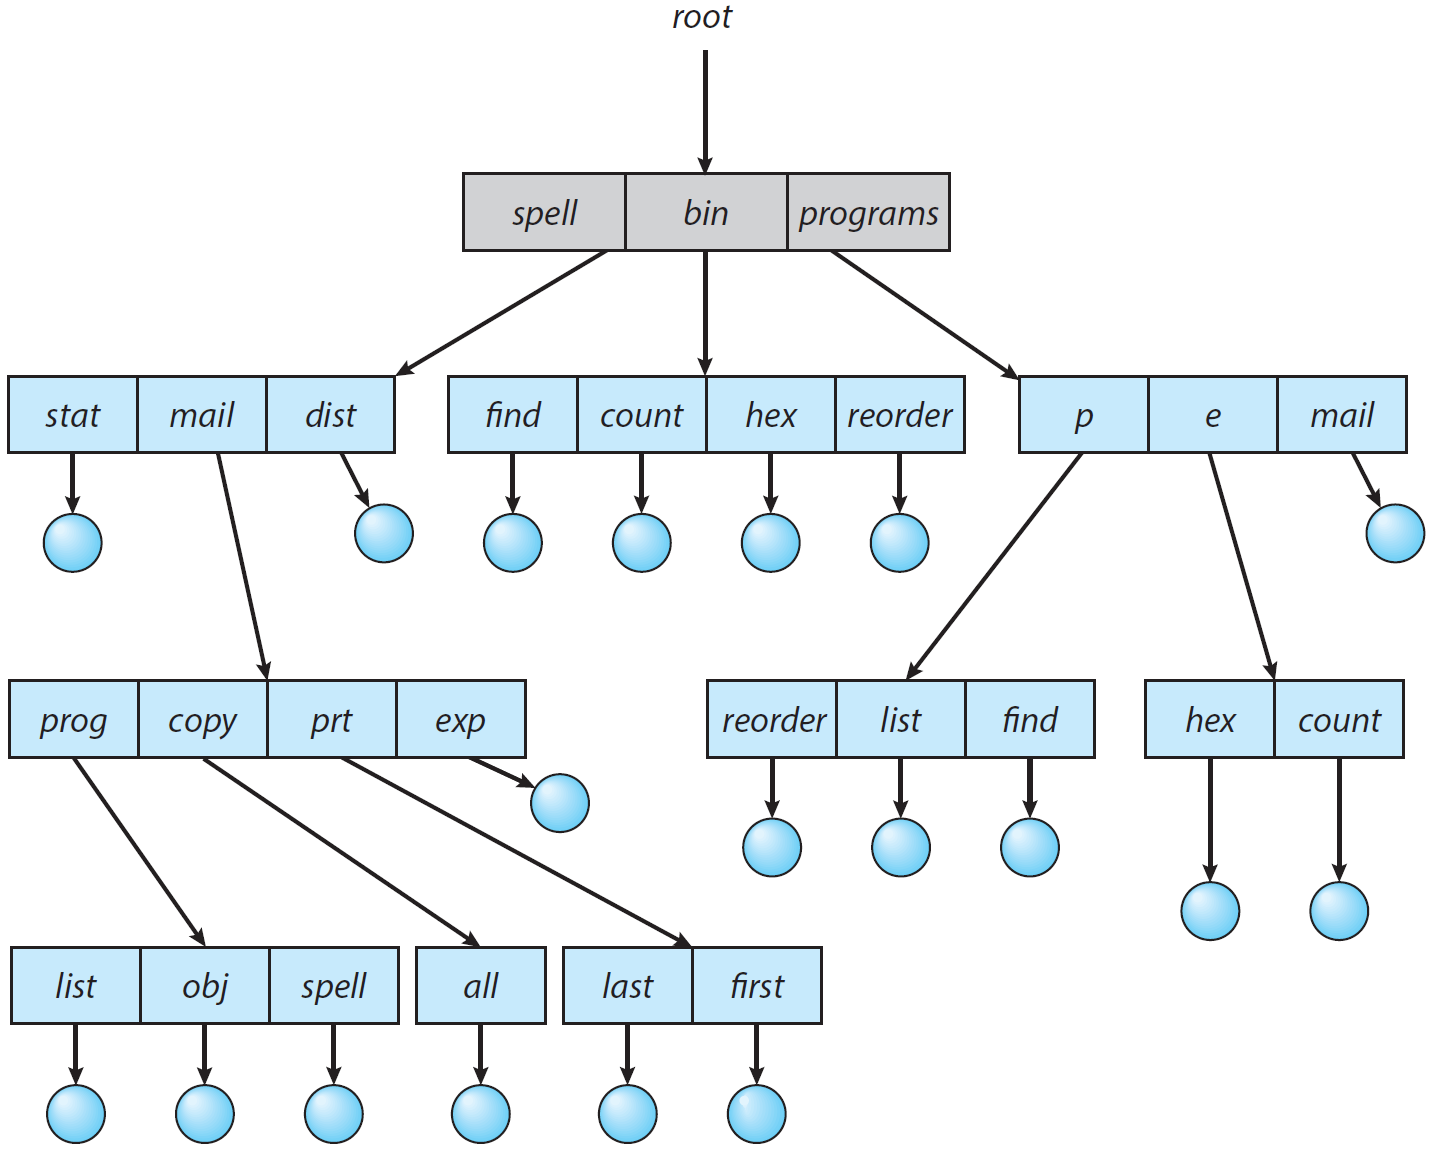 root
spell bin programs
stat mail dist find count hex reorder p e mail
prog copy prt exp reorder list find hex count
list obj spell all last first